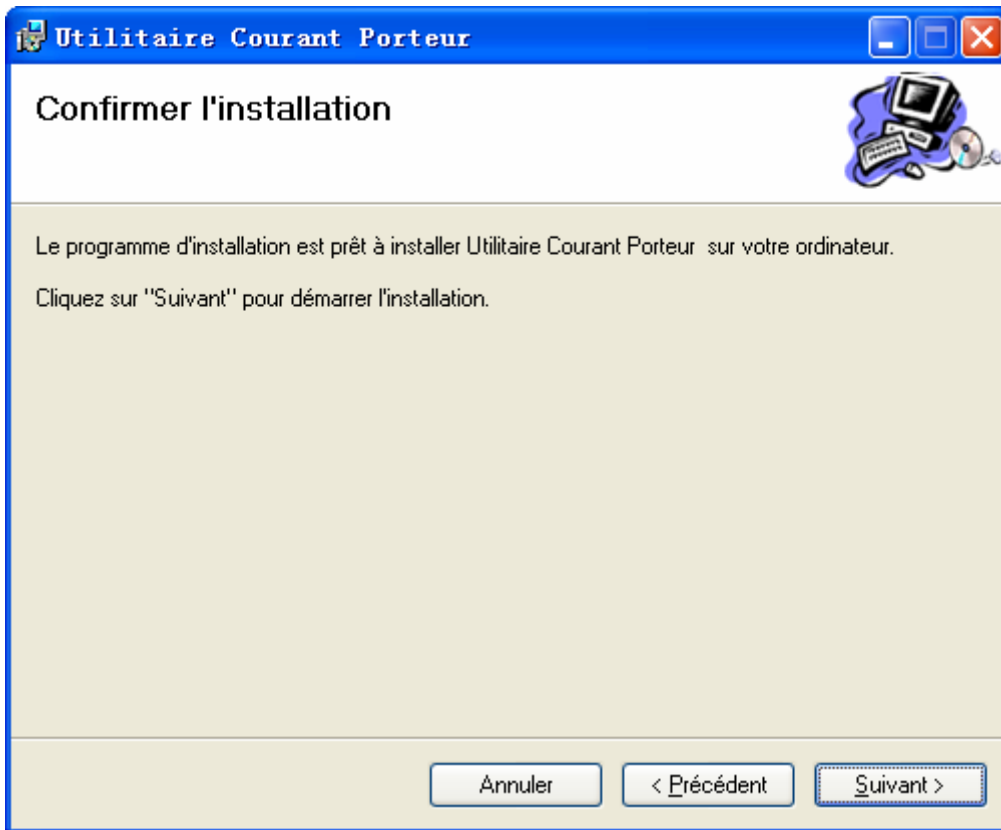 Utilitaire Courant Porteur
Confirmer l'installation
Le programme d'installation est prêt à installer Utilitaire Courant Porteur  sur votre ordinateur.
Cliquez sur "Suivant" pour démarrer l'installation.
Annuler
< Précédent
Suivant >